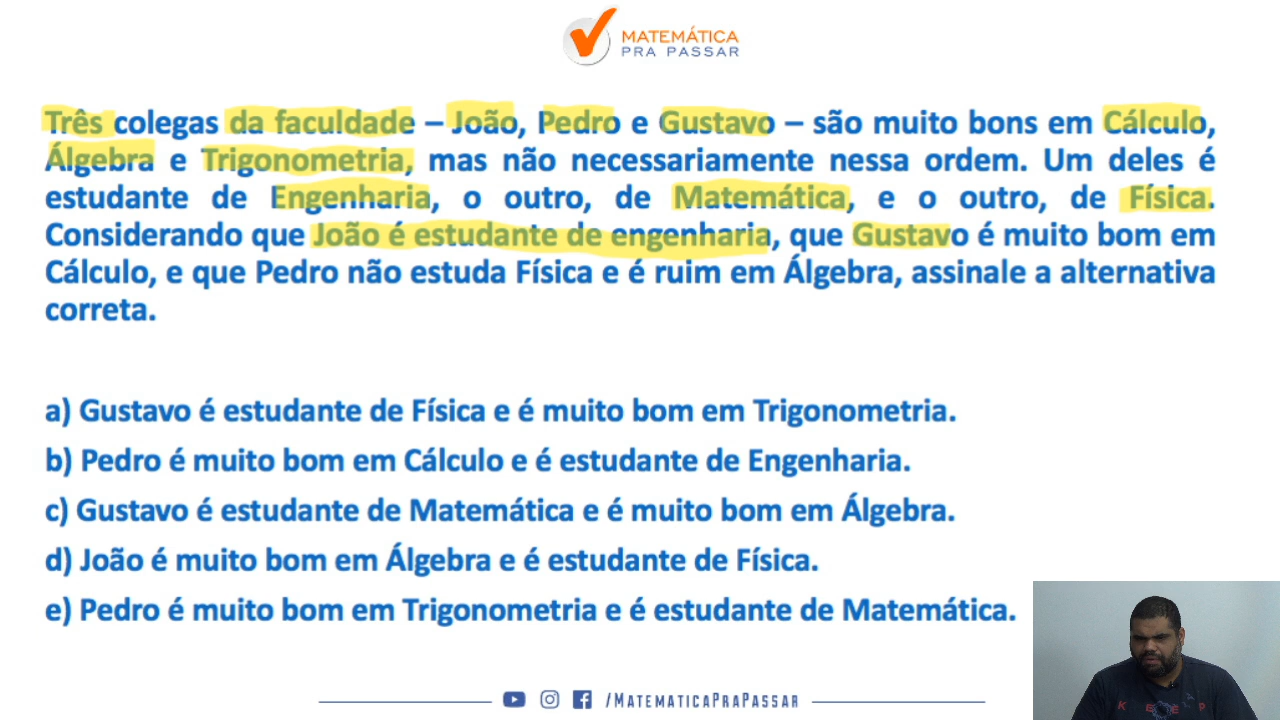 MATEMÁTICA
PRA PASSAR
Três colegas da faculdade – João, Pedro e Gustavo – são muito bons em Cálculo,
Álgebra e Trigonometria, mas não necessariamente nessa ordem. Um deles é
estudante de Engenharia, o outro, de Matemática, e o outro, de Física.
Considerando que João é estudante de engenharia, que Gustavo é muito bom em
Cálculo, e que Pedro não estuda Física e é ruim em Álgebra, assinale a alternativa
correta.
a) Gustavo é estudante de Física e é muito bom em Trigonometria.
b) Pedro é muito bom em Cálculo e é estudante de Engenharia.
c) Gustavo é estudante de Matemática e é muito bom em Álgebra.
d) João é muito bom em Álgebra e é estudante de Física.
e) Pedro é muito bom em Trigonometria e é estudante de Matemática.
/MATEMATICAPRAPASSAR